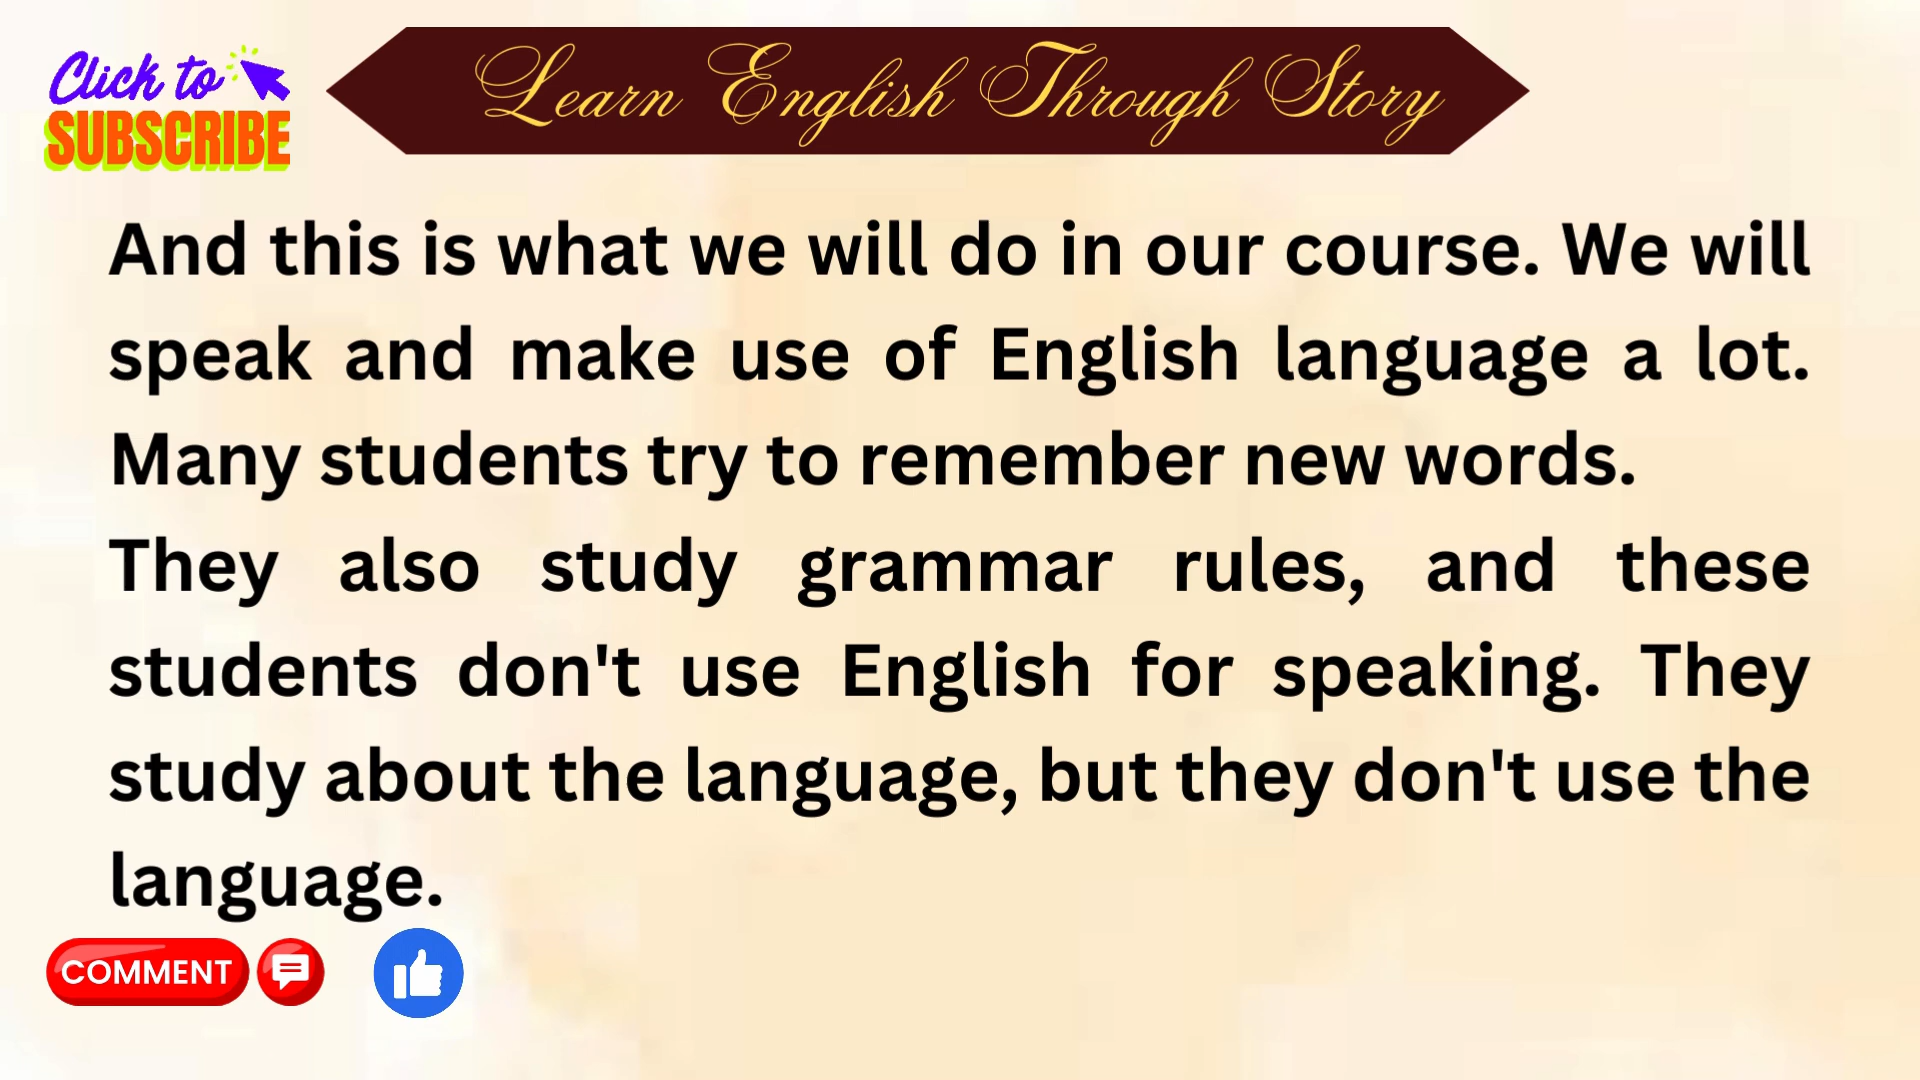 Click to
SUBSCRIBE
Learn English Through Story
And this is what we will do in our course. We will
speak and make use of English language a lot.
Many students try to remember new words.
They also study grammar rules, and these
students don't use English for speaking. They
study about the language, but they don't use the
language.
COMMENT